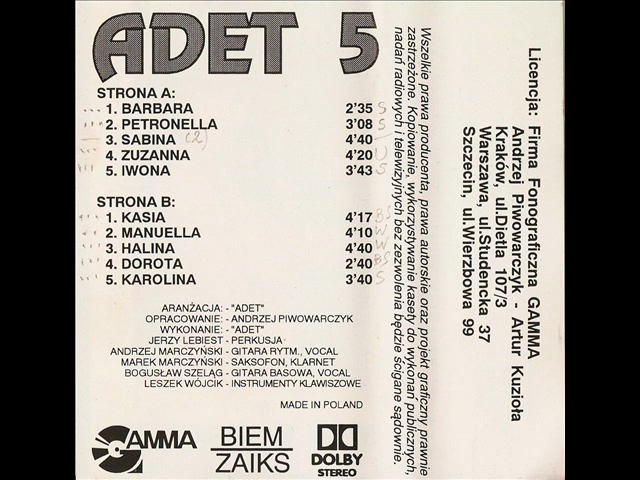 ADET 5
STRONA A:
1. BARBARA 2'35 S
2. PETRONELLA 3'08 S
3. SABINA (2) 4'40
4. ZUZANNA 4'20 U
5. IWONA 3'43 S
STRONA B:
1. KASIA 4'17 BS
2. MANUELLA 4'10 W
3. HALINA 4'40 W
4. DOROTA 2'40 BS
5. KAROLINA 3'40 S
ARANŻACJA: - "ADET"
OPRACOWANIE: - ANDRZEJ PIWOWARCZYK
WYKONANIE: - "ADET"
JERZY LEBIEST - PERKUSJA
ANDRZEJ MARCZYŃSKI - GITARA RYTM., VOCAL
MAREK MARCZYŃSKI - SAKSOFON, KLARNET
BOGUSŁAW SZELĄG - GITARA BASOWA, VOCAL
LESZEK WÓJCIK - INSTRUMENTY KLAWISZOWE
MADE IN POLAND
GAMMA
BIEM
ZAIKS
DOLBY
STEREO
Wszelkie prawa producenta, prawa autorskie oraz projekt graficzny prawnie
zastrzeżone. Kopiowanie, wykorzystywanie kasety do wykonań publicznych,
nadań radiowych i telewizyjnych bez zezwolenia będzie ścigane sądownie.
Licencja: Firma Fonograficzna GAMMA
Andrzej Piwowarczyk - Artur Kuzioła
Kraków, ul.Dietla 107/3
Warszawa, ul.Studencka 37
Szczecin, ul.Wierzbowa 99